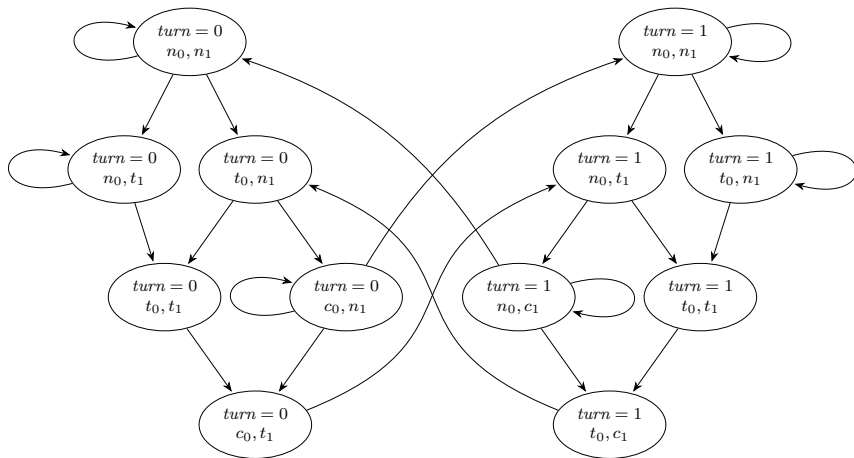 turn = 0
n₀, n₁
turn = 1
n₀, n₁
turn = 0
n₀, t₁
turn = 0
t₀, n₁
turn = 1
n₀, t₁
turn = 1
t₀, n₁
turn = 0
t₀, t₁
turn = 0
c₀, n₁
turn = 1
n₀, c₁
turn = 1
t₀, t₁
turn = 0
c₀, t₁
turn = 1
t₀, c₁